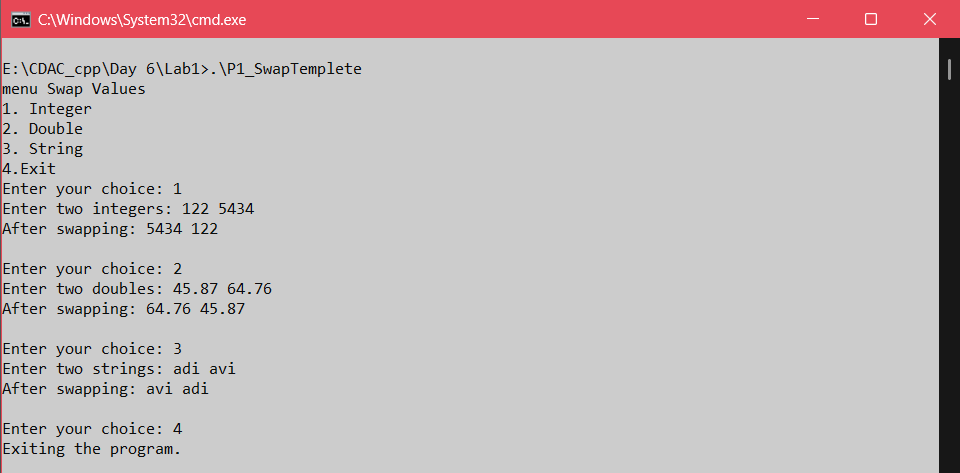 C:\Windows\System32\cmd.exe
E:\CDAC_cpp\Day 6\Lab1>.\P1_SwapTemplete
menu Swap Values
1. Integer
2. Double
3. String
4.Exit
Enter your choice: 1
Enter two integers: 122 5434
After swapping: 5434 122
Enter your choice: 2
Enter two doubles: 45.87 64.76
After swapping: 64.76 45.87
Enter your choice: 3
Enter two strings: adi avi
After swapping: avi adi
Enter your choice: 4
Exiting the program.